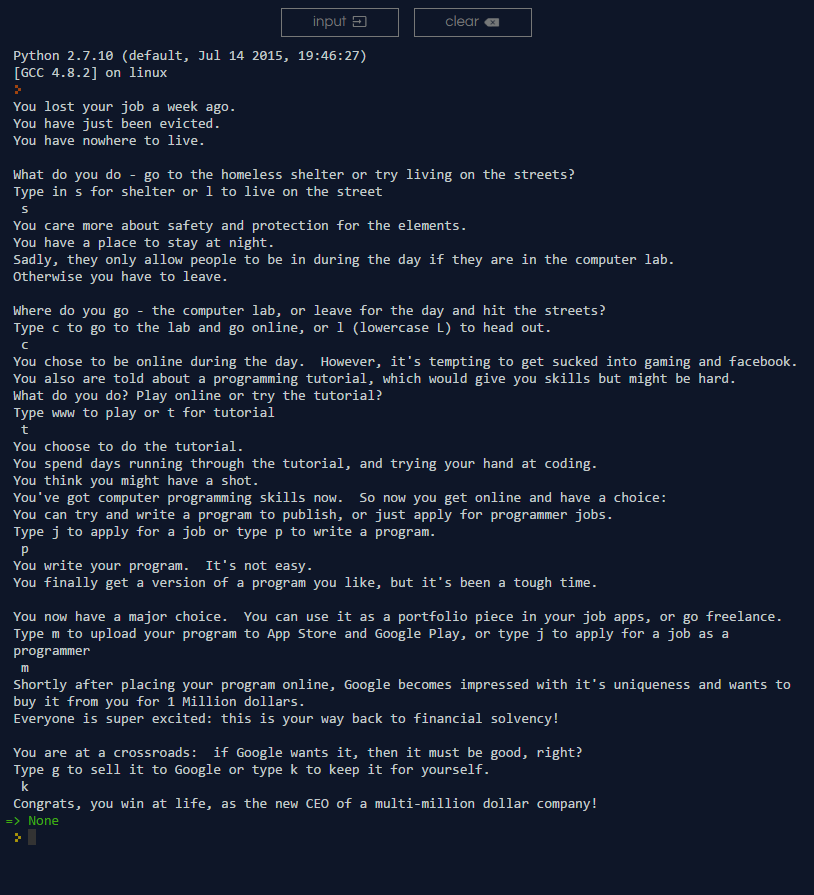 input
clear
Python 2.7.10 (default, Jul 14 2015, 19:46:27)
[GCC 4.8.2] on linux
You lost your job a week ago.
You have just been evicted.
You have nowhere to live.
What do you do - go to the homeless shelter or try living on the streets?
Type in s for shelter or l to live on the street
s
You care more about safety and protection for the elements.
You have a place to stay at night.
Sadly, they only allow people to be in during the day if they are in the computer lab.
Otherwise you have to leave.
Where do you go - the computer lab, or leave for the day and hit the streets?
Type c to go to the lab and go online, or l (lowercase L) to head out.
c
You chose to be online during the day.  However, it's tempting to get sucked into gaming and facebook.
You also are told about a programming tutorial, which would give you skills but might be hard.
What do you do? Play online or try the tutorial?
Type www to play or t for tutorial
t
You choose to do the tutorial.
You spend days running through the tutorial, and trying your hand at coding.
You think you might have a shot.
You've got computer programming skills now.  So now you get online and have a choice:
You can try and write a program to publish, or just apply for programmer jobs.
Type j to apply for a job or type p to write a program.
p
You write your program.  It's not easy.
You finally get a version of a program you like, but it's been a tough time.
You now have a major choice.  You can use it as a portfolio piece in your job apps, or go freelance.
Type m to upload your program to App Store and Google Play, or type j to apply for a job as a
programmer
m
Shortly after placing your program online, Google becomes impressed with it's uniqueness and wants to
buy it from you for 1 Million dollars.
Everyone is super excited: this is your way back to financial solvency!
You are at a crossroads:  if Google wants it, then it must be good, right?
Type g to sell it to Google or type k to keep it for yourself.
k
Congrats, you win at life, as the new CEO of a multi-million dollar company!
=> None